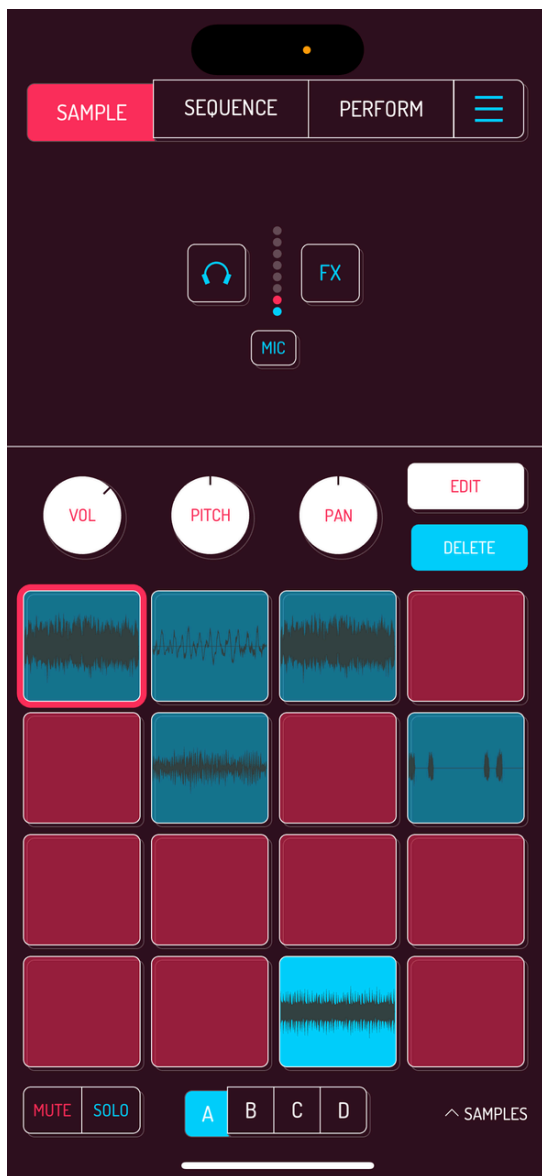 SAMPLE SEQUENCE PERFORM
FX
MIC
VOL PITCH PAN EDIT
DELETE
MUTE SOLO A B C D SAMPLES